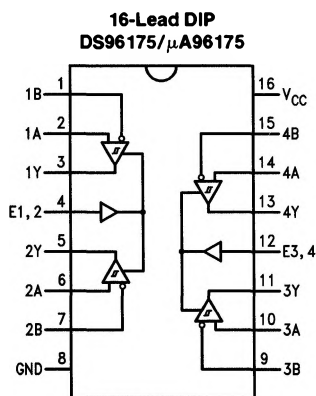 16-Lead DIP
DS96175/μA96175
1B 1
1A 2
1Y 3
E1,2 4
2Y 5
2A 6
2B 7
GND 8
16 VCC
15 4B
14 4A
13 4Y
12 E3,4
11 3Y
10 3A
9 3B